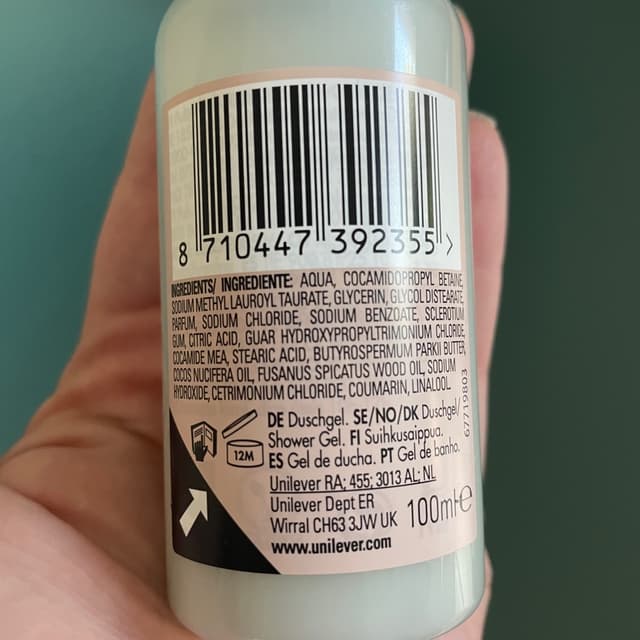 8 710447 392355 >
INGREDIENTS/ INGREDIENTE: AQUA, COCAMIDOPROPYL BETAINE,
SODIUM METHYL LAUROYL TAURATE, GLYCERIN, GLYCOL DISTEARATE,
PARFUM, SODIUM CHLORIDE, SODIUM BENZOATE, SCLEROTIUM
GUM, CITRIC ACID, GUAR HYDROXYPROPYLTRIMONIUM CHLORIDE,
COCAMIDE MEA, STEARIC ACID, BUTYROSPERMUM PARKII BUTTER,
COCOS NUCIFERA OIL, FUSANUS SPICATUS WOOD OIL, SODIUM
HYDROXIDE, CETRIMONIUM CHLORIDE, COUMARIN, LINALOOL.
67719803
12M
DE Duschgel. SE/NO/DK Duschgel/
Shower Gel. FI Suihkusaippua.
ES Gel de ducha. PT Gel de banho.
Unilever RA; 455; 3013 AL; NL
Unilever Dept ER
Wirral CH63 3JW UK
100ml e
www.unilever.com